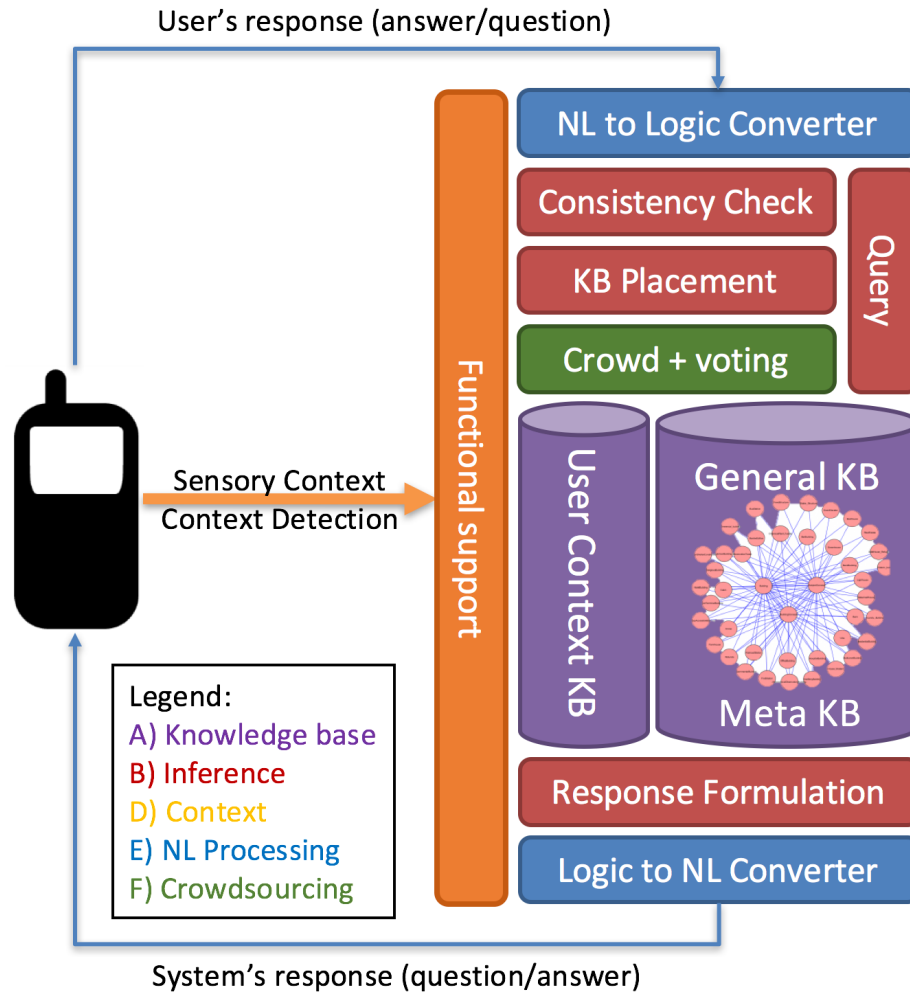 User's response (answer/question)
NL to Logic Converter
Consistency Check
Query
KB Placement
Crowd + voting
Functional support
Sensory Context
Context Detection
User Context KB
General KB
Meta KB
Legend:
A) Knowledge base
B) Inference
D) Context
E) NL Processing
F) Crowdsourcing
Response Formulation
Logic to NL Converter
System's response (question/answer)